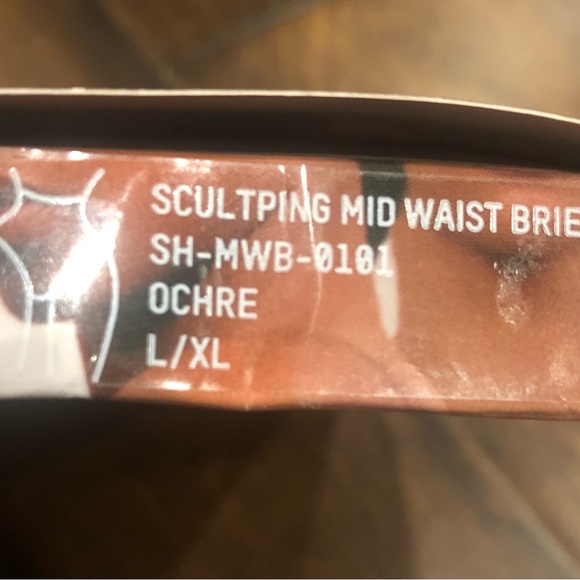 SCULTPING MID WAIST BRIE
SH-MWB-0101
OCHRE
L/XL